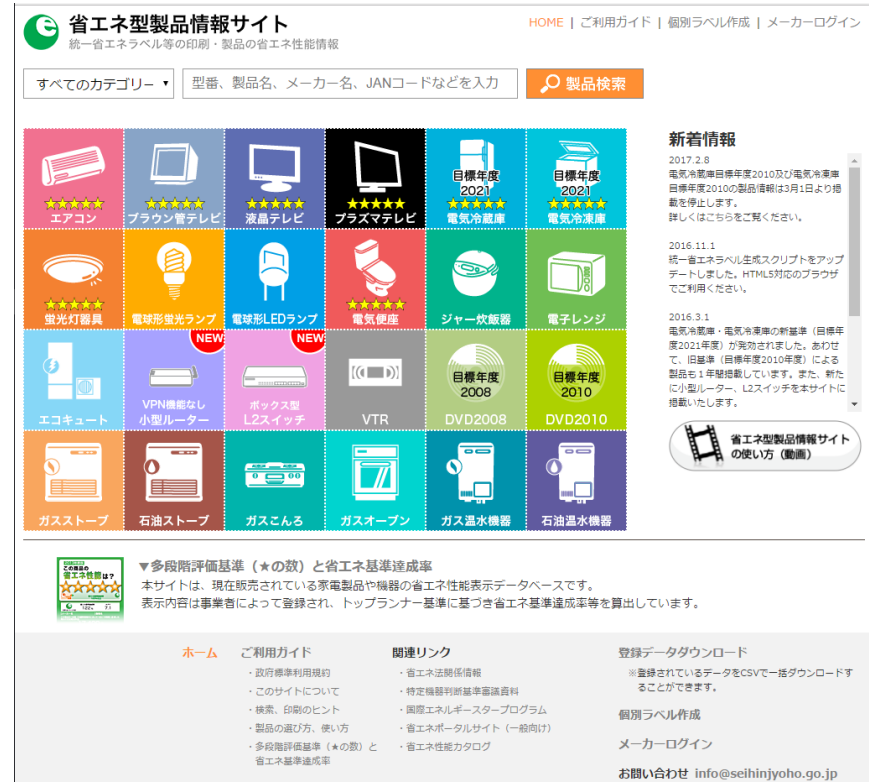 省エネ型製品情報サイト
統一省エネラベル等の印刷・製品の省エネ性能情報
HOME | ご利用ガイド | 個別ラベル作成 | メーカーログイン
すべてのカテゴリー
型番、製品名、メーカー名、JANコードなどを入力
製品検索
エアコン
ブラウン管テレビ
液晶テレビ
プラズマテレビ
目標年度
2021
電気冷蔵庫
目標年度
2021
電気冷凍庫
蛍光灯器具
電球形蛍光ランプ
電球形LEDランプ
電気便座
ジャー炊飯器
電子レンジ
エコキュート
NEW
VPN機能なし
小型ルーター
NEW
ボックス型
L2スイッチ
VTR
目標年度
2008
DVD2008
目標年度
2010
DVD2010
ガスストーブ
石油ストーブ
ガスこんろ
ガスオーブン
ガス温水機器
石油温水機器
新着情報
2017.2.8
電気冷蔵庫目標年度2010及び電気冷凍庫
目標年度2010の製品情報は3月1日より掲
載を停止します。
詳しくはこちらをご覧ください。
2016.11.1
統一省エネラベル生成スクリプトをアップ
デートしました。HTML5対応のブラウザ
でご利用ください。
2016.3.1
電気冷蔵庫・電気冷凍庫の新基準（目標年
度2021年度）が発効されました。あわせ
て、旧基準（目標年度2010年度）による
製品も１年間掲載しています。また、新た
に小型ルーター、L2スイッチを本サイトに
掲載いたします。
省エネ型製品情報サイト
の使い方（動画）
この商品の
省エネ性能は?
▼多段階評価基準（★の数）と省エネ基準達成率
本サイトは、現在販売されている家電製品や機器の省エネ性能表示データベースです。
表示内容は事業者によって登録され、トップランナー基準に基づき省エネ基準達成率等を算出しています。
ホーム
ご利用ガイド
・政府標準利用規約
・このサイトについて
・検索、印刷のヒント
・製品の選び方、使い方
・多段階評価基準（★の数）と
省エネ基準達成率
関連リンク
・省エネ法関係情報
・特定機器判断基準審議資料
・国際エネルギースタープログラム
・省エネポータルサイト（一般向け）
・省エネ性能カタログ
登録データダウンロード
※登録されているデータをCSVで一括ダウンロードす
ることができます。
個別ラベル作成
メーカーログイン
お問い合わせ info@seihinjyoho.go.jp